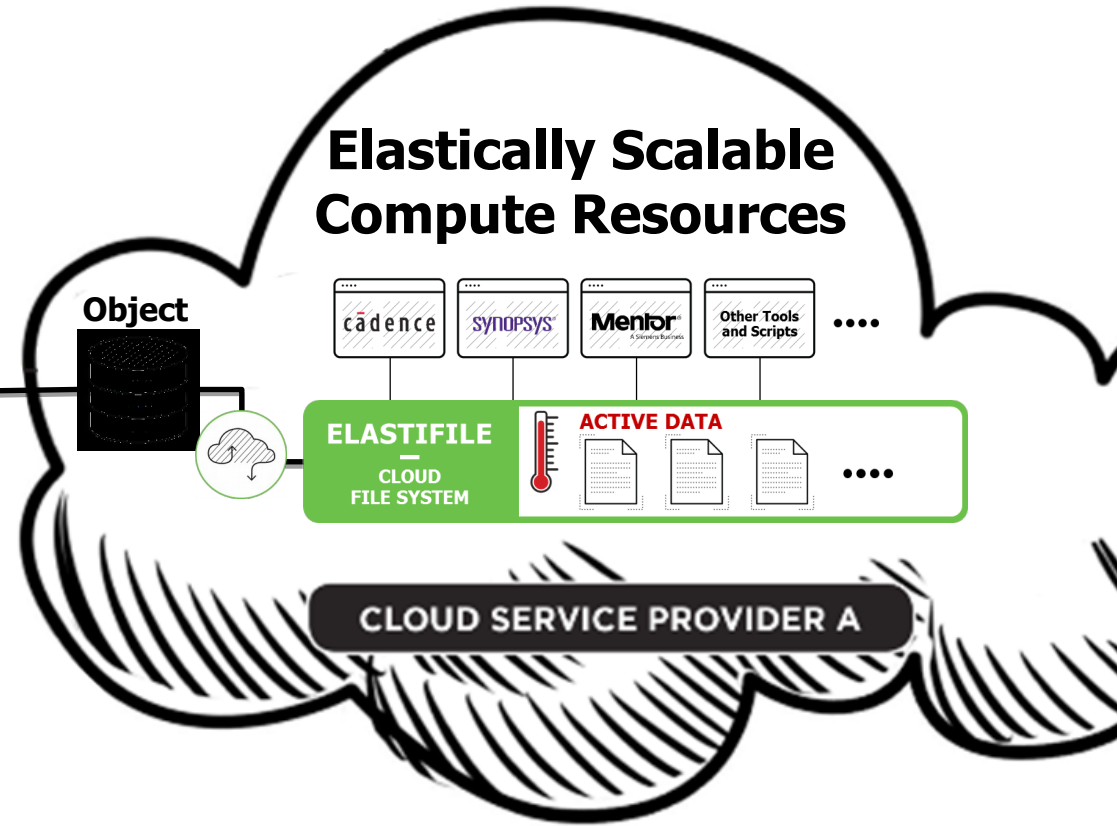 Elastically Scalable
Compute Resources
Object
cādence
SYNOPSYS®
Mentor®
A Siemens Business
Other Tools
and Scripts
ELASTIFILE
CLOUD
FILE SYSTEM
ACTIVE DATA
CLOUD SERVICE PROVIDER A